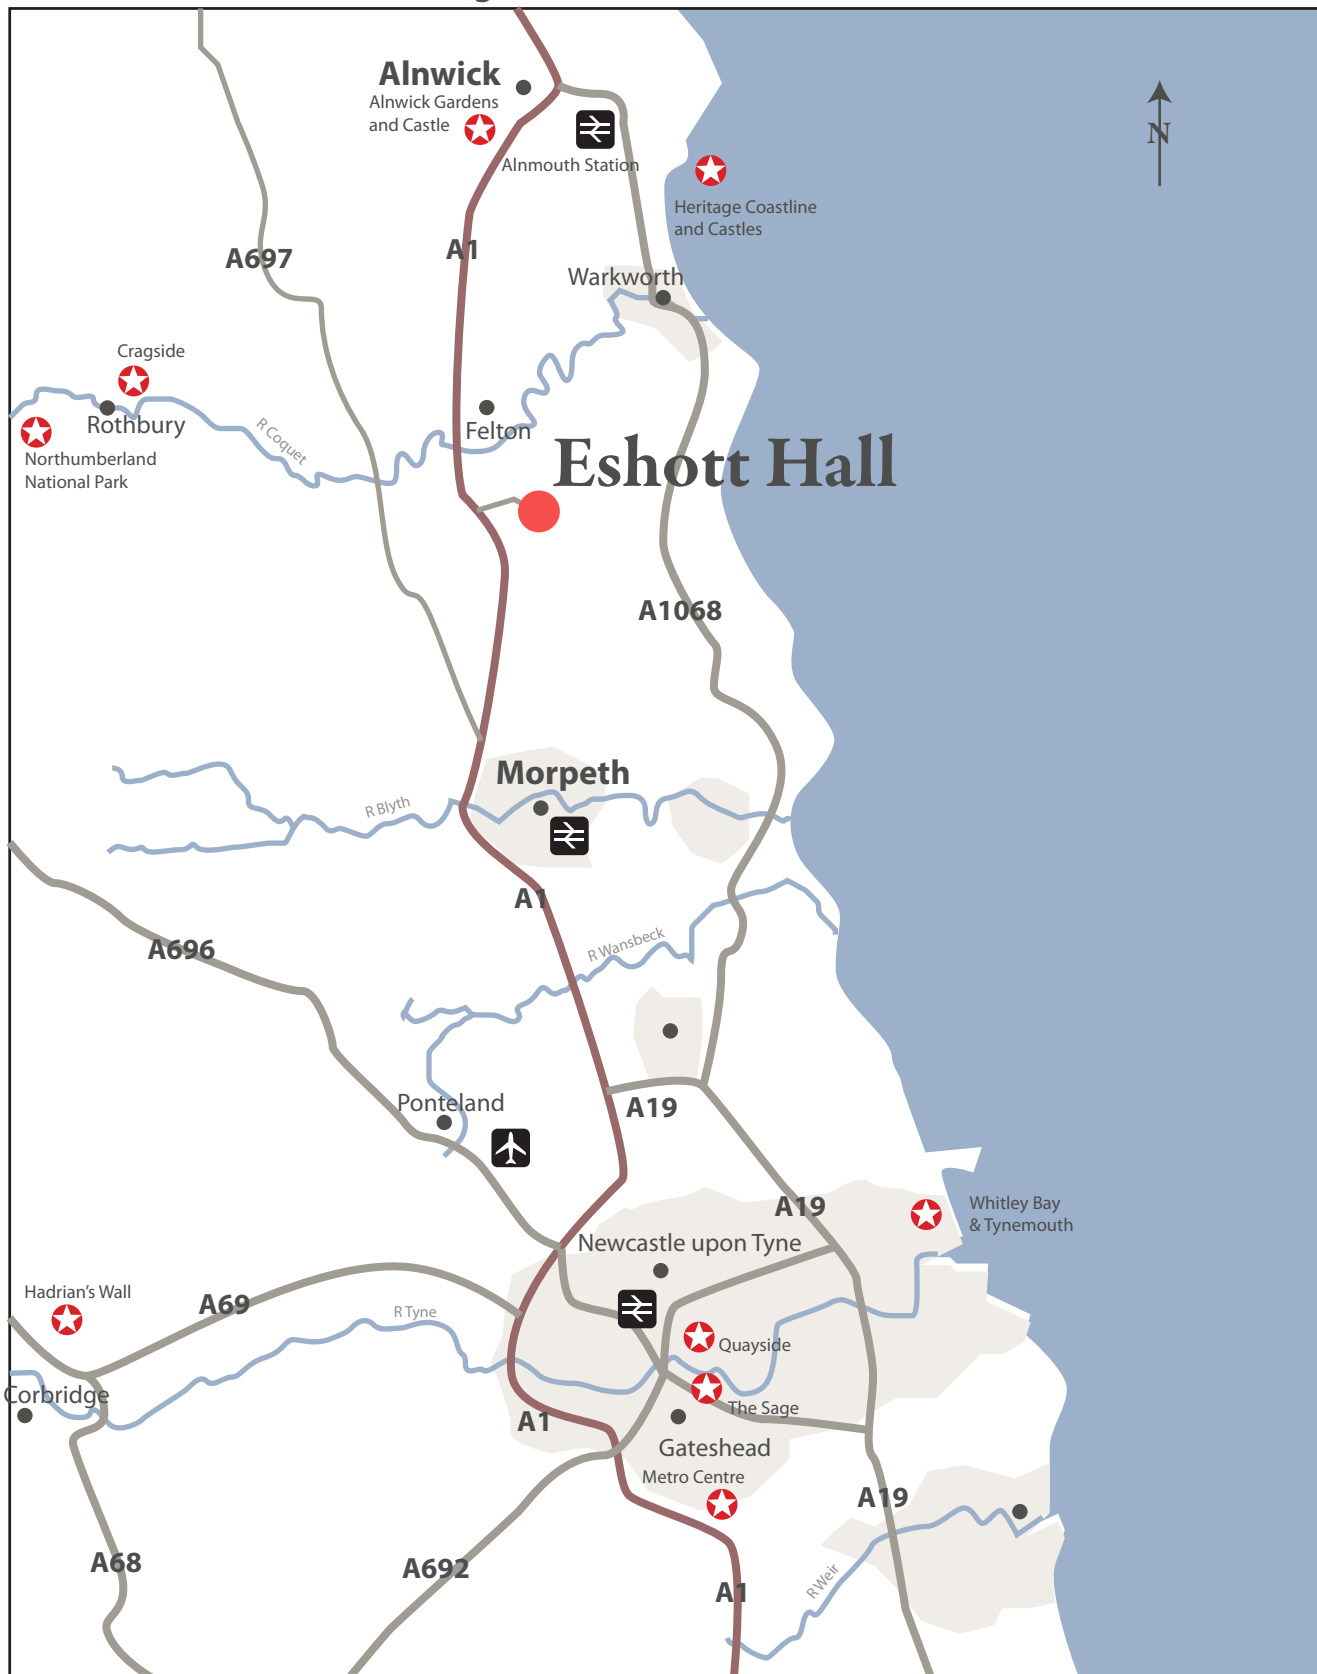 Alnwick
Alnwick Gardens
and Castle
Alnmouth Station
N
Heritage Coastline
and Castles
A697
A1
Warkworth
Cragside
Rothbury
R Coquet
Felton
Northumberland
National Park
Eshott Hall
A1068
Morpeth
R Blyth
A1
A696
R Wansbeck
Ponteland
A19
A19
Whitley Bay
& Tynemouth
Newcastle upon Tyne
Hadrian's Wall
A69
R Tyne
Quayside
Corbridge
The Sage
A1
Gateshead
Metro Centre
A19
A68
A692
R Weir
A1